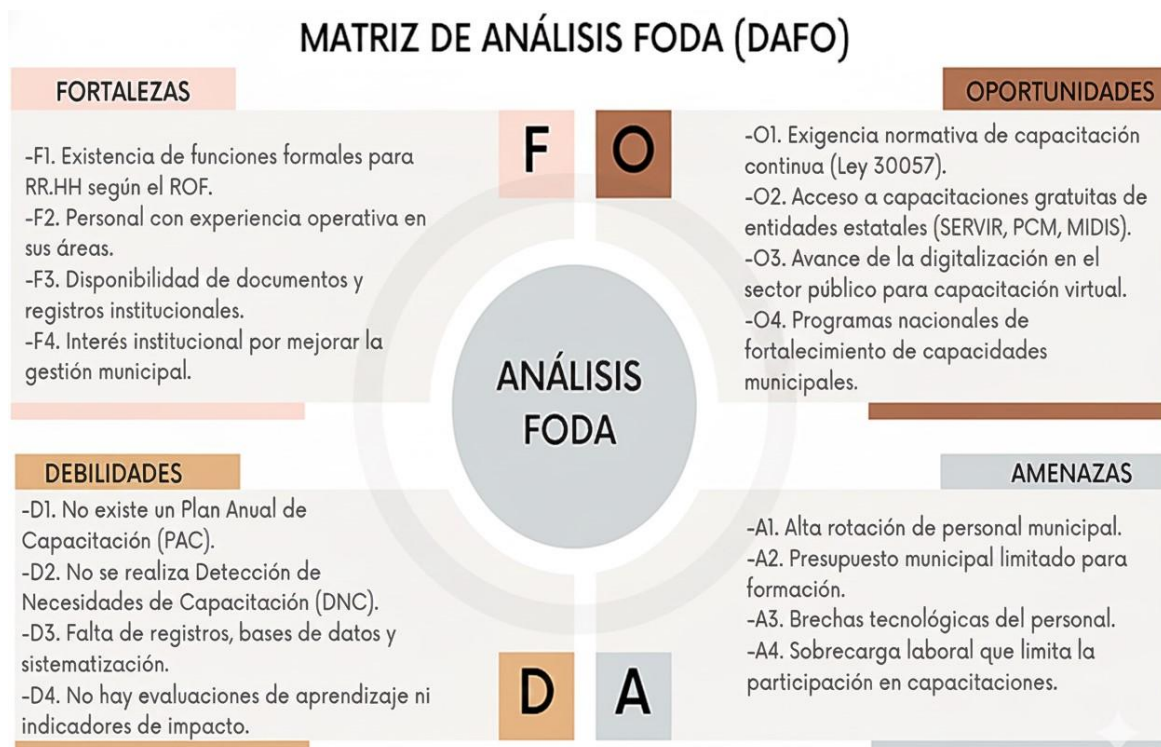 MATRIZ DE ANÁLISIS FODA (DAFO)
FORTALEZAS
-F1. Existencia de funciones formales para
RR.HH según el ROF.
-F2. Personal con experiencia operativa en
sus áreas.
-F3. Disponibilidad de documentos y
registros institucionales.
-F4. Interés institucional por mejorar la
gestión municipal.
F
O
OPORTUNIDADES
-O1. Exigencia normativa de capacitación
continua (Ley 30057).
-O2. Acceso a capacitaciones gratuitas de
entidades estatales (SERVIR, PCM, MIDIS).
-O3. Avance de la digitalización en el
sector público para capacitación virtual.
-O4. Programas nacionales de
fortalecimiento de capacidades
municipales.
ANÁLISIS
FODA
DEBILIDADES
-D1. No existe un Plan Anual de
Capacitación (PAC).
-D2. No se realiza Detección de
Necesidades de Capacitación (DNC).
-D3. Falta de registros, bases de datos y
sistematización.
-D4. No hay evaluaciones de aprendizaje ni
indicadores de impacto.
D
A
AMENAZAS
-A1. Alta rotación de personal municipal.
-A2. Presupuesto municipal limitado para
formación.
-A3. Brechas tecnológicas del personal.
-A4. Sobrecarga laboral que limita la
participación en capacitaciones.